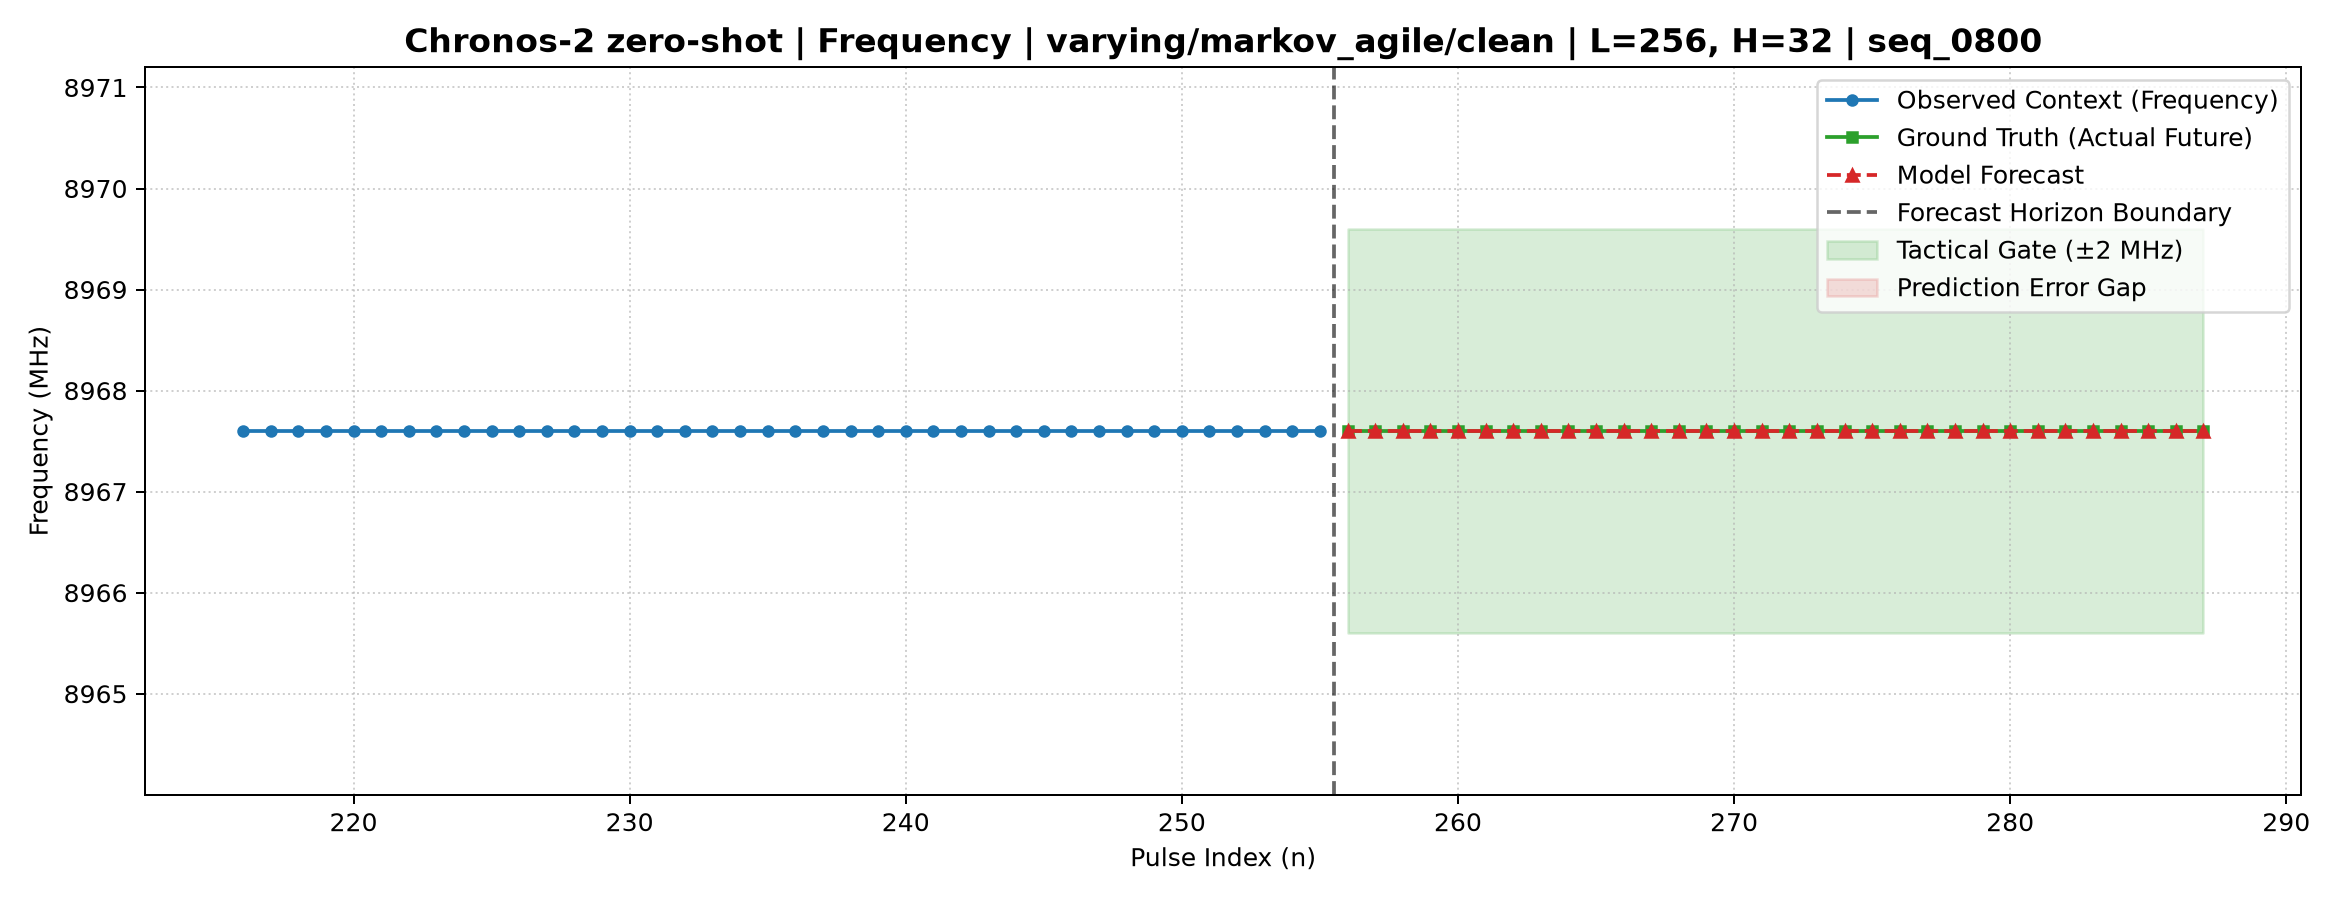 Chronos-2 zero-shot | Frequency | varying/markov_agile/clean | L=256, H=32 | seq_0800
Observed Context (Frequency)
Ground Truth (Actual Future)
Model Forecast
Forecast Horizon Boundary
Tactical Gate (±2 MHz)
Prediction Error Gap
Frequency (MHz)
8971
8970
8969
8968
8967
8966
8965
220 230 240 250 260 270 280 290
Pulse Index (n)